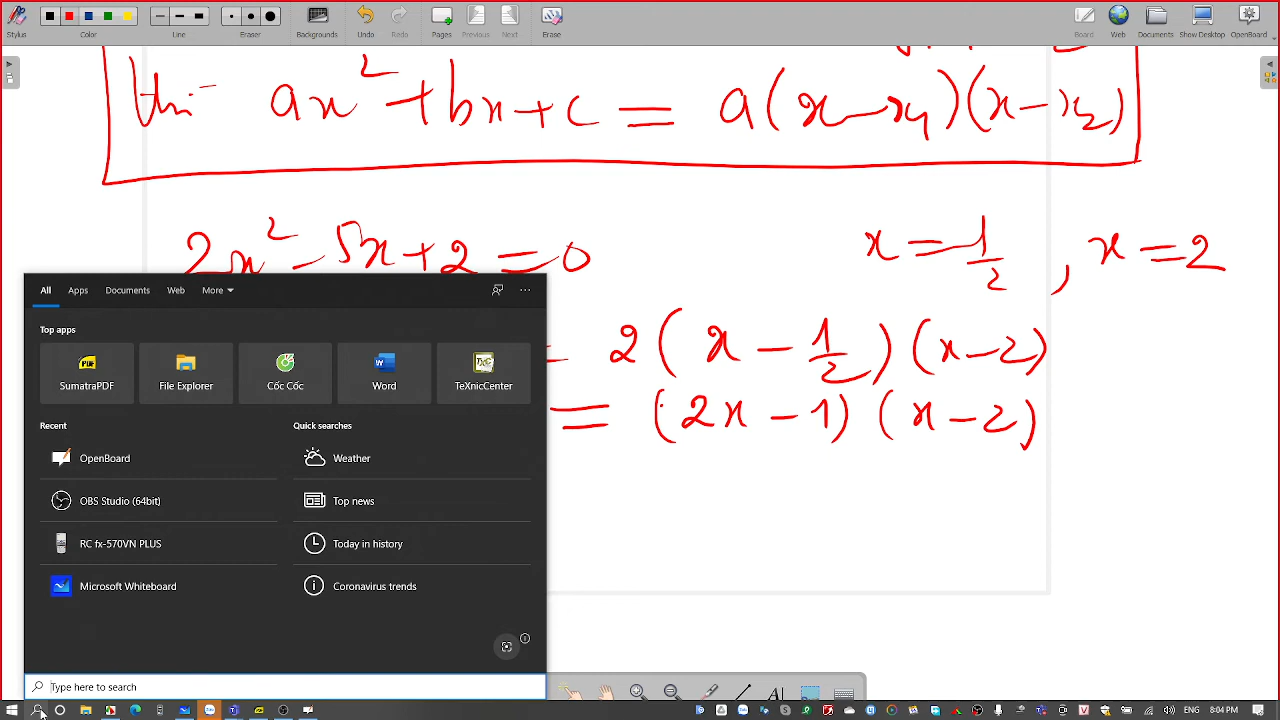 Stylus Color Line Eraser Backgrounds Undo Redo Pages Previous Next Erase Board Web Documents Show Desktop OpenBoard
thì ax² + bx + c = a(x - x₁)(x - x₂)
2x² - 5x + 2 = 0 x = 1/2 , x = 2
= 2(x - 1/2)(x - 2)
= (2x - 1)(x - 2)
All Apps Documents Web More
Top apps
SumatraPDF File Explorer Cốc Cốc Word TeXnicCenter
Recent Quick searches
OpenBoard Weather
OBS Studio (64bit) Top news
RC fx-570VN PLUS Today in history
Microsoft Whiteboard Coronavirus trends
Type here to search
ENG 8:04 PM